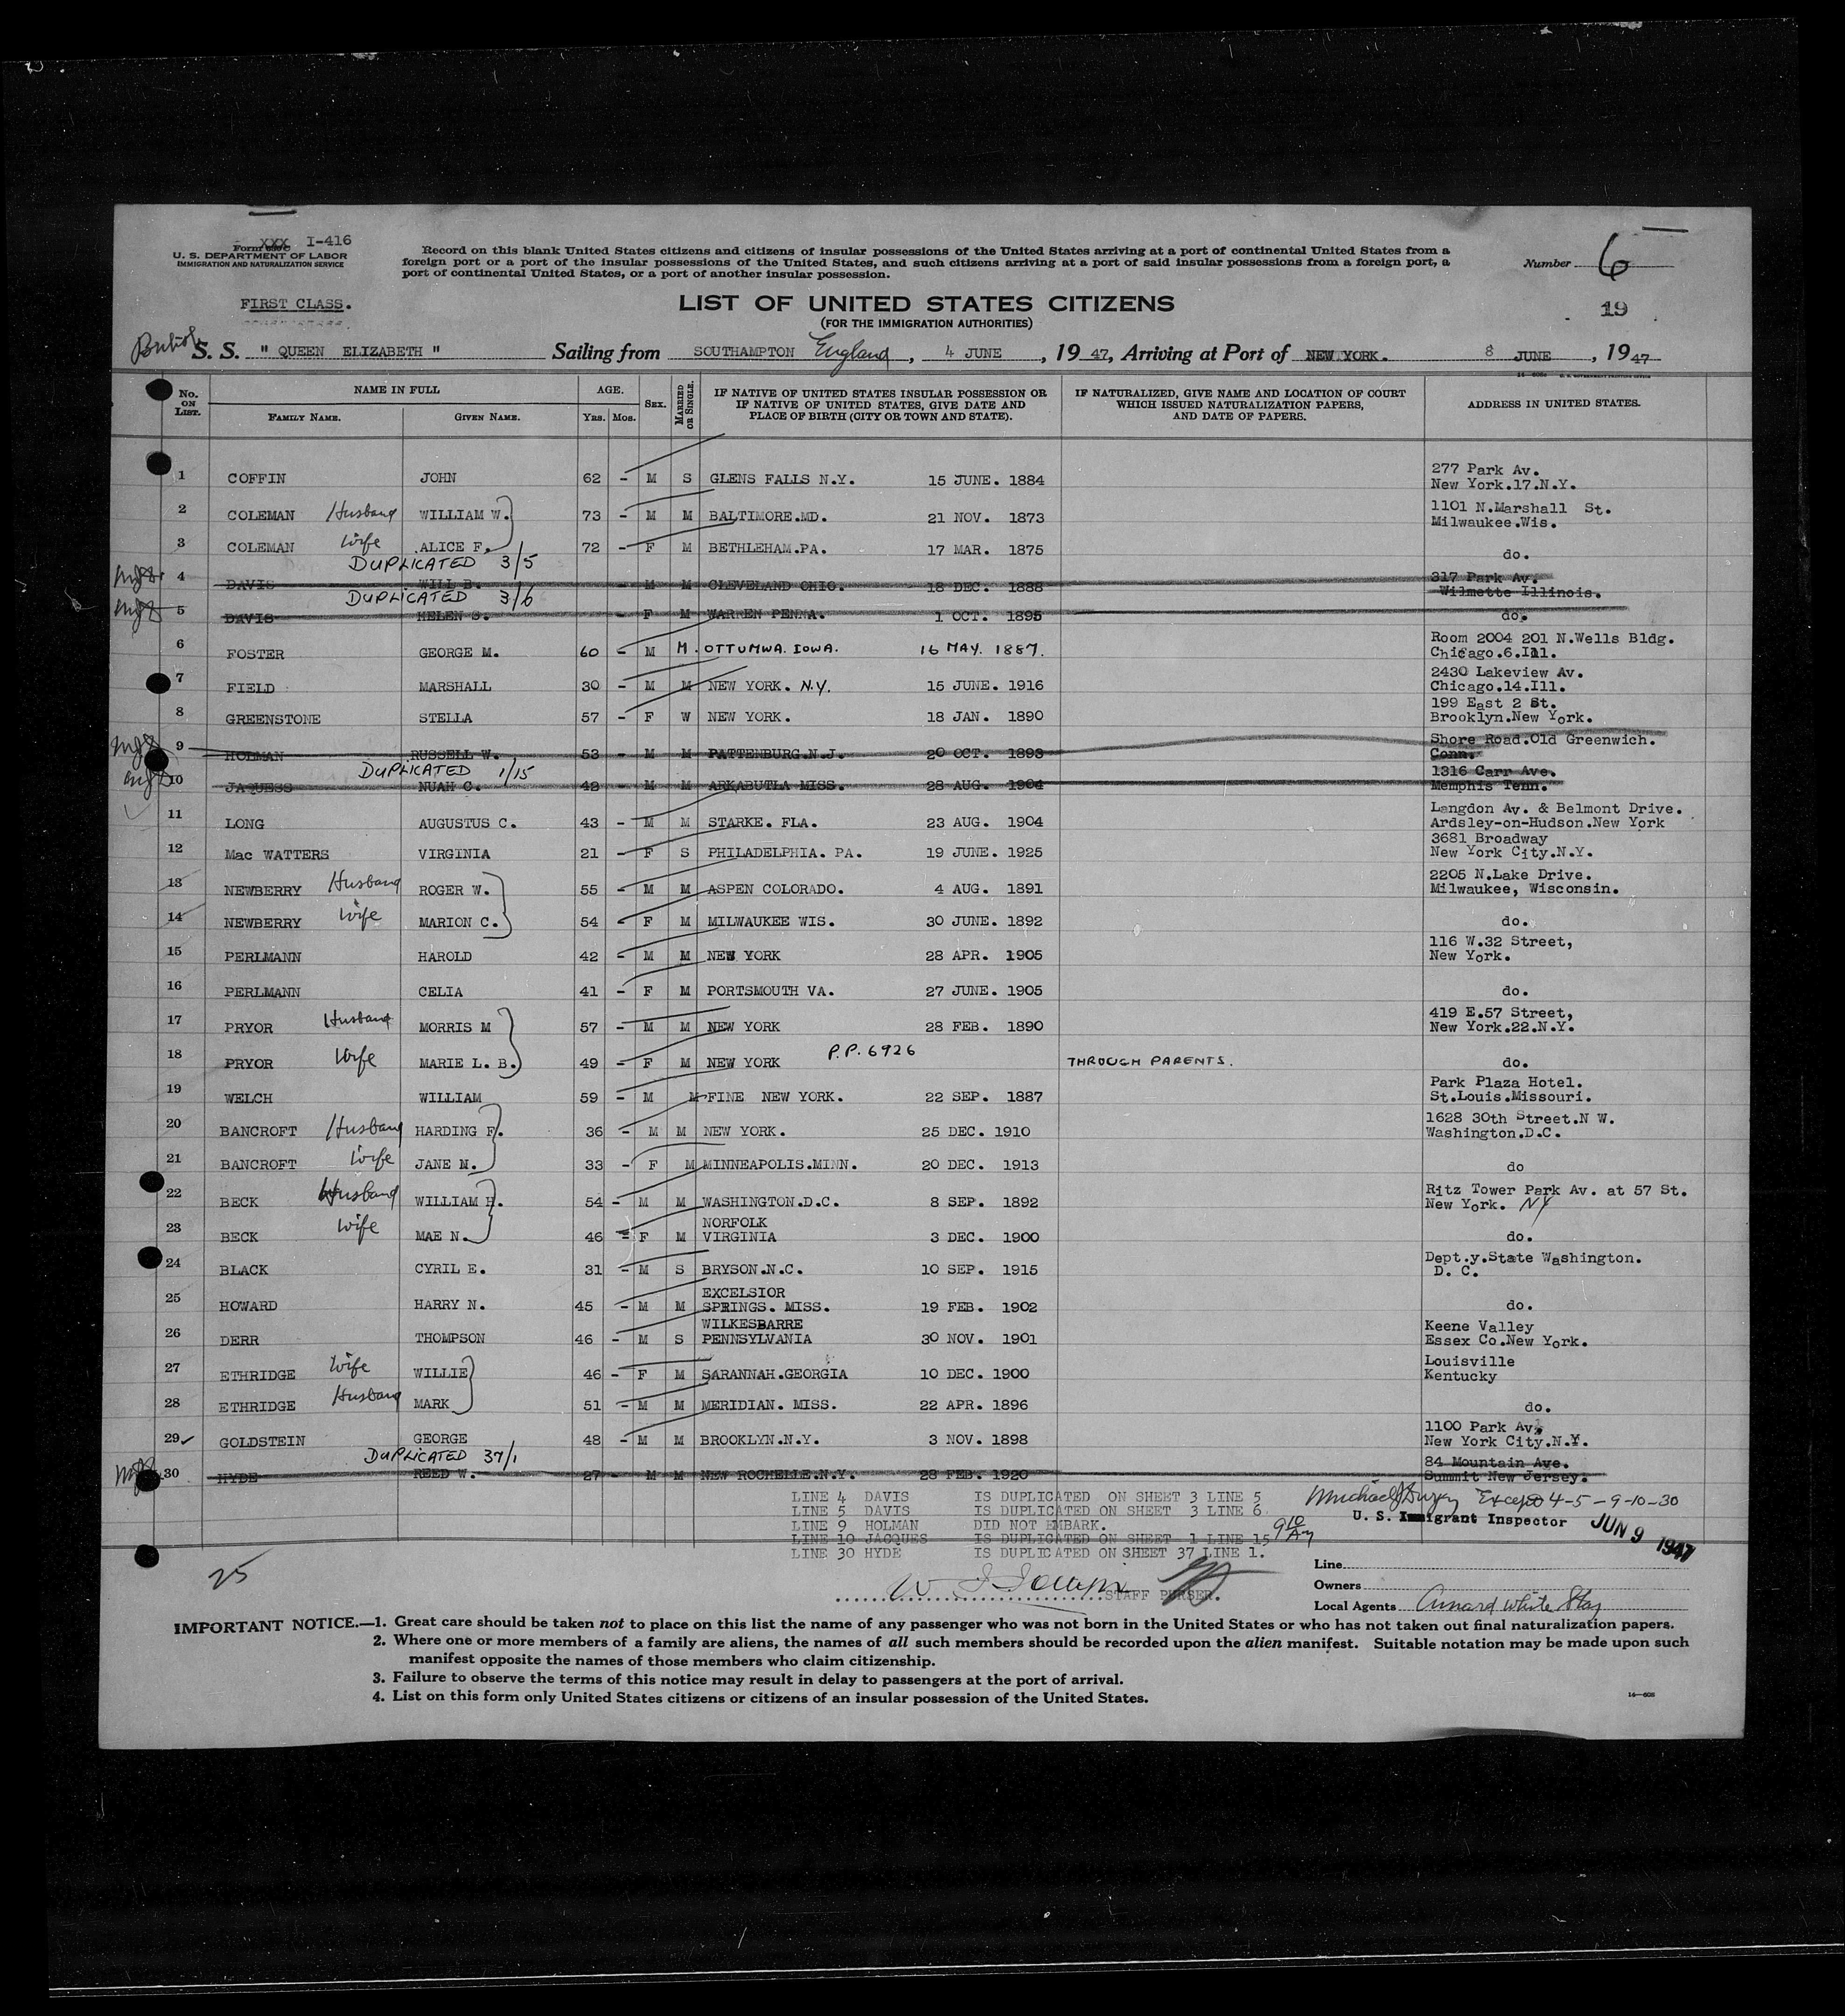 Form XXX I-416
U. S. DEPARTMENT OF LABOR
IMMIGRATION AND NATURALIZATION SERVICE
Record on this blank United States citizens and citizens of insular possessions of the United States arriving at a port of continental United States from a
foreign port or a port of the insular possessions of the United States, and such citizens arriving at a port of said insular possessions from a foreign port, a
port of continental United States, or a port of another insular possession.
Number 6
19
FIRST CLASS.
LIST OF UNITED STATES CITIZENS
(FOR THE IMMIGRATION AUTHORITIES)
British S. S. " QUEEN ELIZABETH " Sailing from SOUTHAMPTON England, 4 JUNE, 19 47, Arriving at Port of NEW YORK. 8 JUNE, 19 47
No. ON LIST. NAME IN FULL FAMILY NAME. GIVEN NAME. AGE. Yrs. Mos. SEX. MARRIED OR SINGLE. IF NATIVE OF UNITED STATES INSULAR POSSESSION OR IF NATIVE OF UNITED STATES, GIVE DATE AND PLACE OF BIRTH (CITY OR TOWN AND STATE). IF NATURALIZED, GIVE NAME AND LOCATION OF COURT WHICH ISSUED NATURALIZATION PAPERS, AND DATE OF PAPERS. ADDRESS IN UNITED STATES.
1 COFFIN JOHN 62 - M S GLENS FALLS N.Y. 15 JUNE. 1884 277 Park Av. New York.17.N.Y.
2 COLEMAN Husband WILLIAM W. 73 - M M BALTIMORE.MD. 21 NOV. 1873 1101 N.Marshall St. Milwaukee.Wis.
3 COLEMAN Wife ALICE F. 72 - F M BETHLEHAM.PA. 17 MAR. 1875 do.
DUPLICATED 3/5
4 DAVIS WILL B. M M CLEVELAND OHIO. 18 DEC. 1888 317 Park Av. Wilmette Illinois.
DUPLICATED 3/6
5 DAVIS HELEN S. - F M WARREN PENNA. 1 OCT. 1895 do.
6 FOSTER GEORGE M. 60 - M M. OTTUMWA. IOWA. 16 MAY. 1887. Room 2004 201 N.Wells Bldg. Chicago.6.Ill.
7 FIELD MARSHALL 30 - M M NEW YORK. N.Y. 15 JUNE. 1916 2430 Lakeview Av. Chicago.14.Ill.
8 GREENSTONE STELLA 57 - F W NEW YORK. 18 JAN. 1890 199 East 2 St. Brooklyn.New York.
9 HOLMAN RUSSELL W. 53 - M M PATTENBURG.N.J. 20 OCT. 1893 Shore Road.Old Greenwich. Conn.
DUPLICATED 1/15
10 JAQUESS NUAH C. 42 - M M ARKABUTLA MISS. 28 AUG. 1904 1316 Carr Ave. Memphis Tenn.
11 LONG AUGUSTUS C. 43 - M M STARKE. FLA. 23 AUG. 1904 Langdon Av. & Belmont Drive. Ardsley-on-Hudson.New York
12 Mac WATTERS VIRGINIA 21 - F S PHILADELPHIA. PA. 19 JUNE. 1925 3681 Broadway New York City.N.Y.
13 NEWBERRY Husband ROGER W. 55 - M M ASPEN COLORADO. 4 AUG. 1891 2205 N.Lake Drive. Milwaukee, Wisconsin.
14 NEWBERRY Wife MARION C. 54 - F M MILWAUKEE WIS. 30 JUNE. 1892 do.
15 PERLMANN HAROLD 42 - M M NEW YORK 28 APR. 1905 116 W.32 Street, New York.
16 PERLMANN CELIA 41 - F M PORTSMOUTH VA. 27 JUNE. 1905 do.
17 PRYOR Husband MORRIS M 57 - M M NEW YORK 28 FEB. 1890 419 E.57 Street, New York.22.N.Y.
18 PRYOR Wife MARIE L. B. 49 - F M NEW YORK P.P. 6926 THROUGH PARENTS. do.
19 WELCH WILLIAM 59 - M M FINE NEW YORK. 22 SEP. 1887 Park Plaza Hotel. St.Louis.Missouri.
20 BANCROFT Husband HARDING F. 36 - M M NEW YORK. 25 DEC. 1910 1628 30th Street.N W. Washington.D.C.
21 BANCROFT Wife JANE M. 33 - F M MINNEAPOLIS.MINN. 20 DEC. 1913 do
22 BECK Husband WILLIAM H. 54 - M M WASHINGTON.D.C. 8 SEP. 1892 Ritz Tower Park Av. at 57 St. New York. NY
23 BECK Wife MAE N. 46 - F M NORFOLK VIRGINIA 3 DEC. 1900 do.
24 BLACK CYRIL E. 31 - M S BRYSON.N.C. 10 SEP. 1915 Dept.y.State Washington. D. C.
25 HOWARD HARRY N. 45 - M M EXCELSIOR SPRINGS. MISS. 19 FEB. 1902 do.
26 DERR THOMPSON 46 - M S WILKESBARRE PENNSYLVANIA 30 NOV. 1901 Keene Valley Essex Co.New York.
27 ETHRIDGE Wife WILLIE 46 - F M SARANNAH.GEORGIA 10 DEC. 1900 Louisville Kentucky
28 ETHRIDGE Husband MARK 51 - M M MERIDIAN. MISS. 22 APR. 1896 do.
29 GOLDSTEIN GEORGE 48 - M M BROOKLYN.N.Y. 3 NOV. 1898 1100 Park Av. New York City.N.Y.
DUPLICATED 37/1
30 HYDE REED W. 27 - M M NEW ROCHELLE.N.Y. 28 FEB. 1920 84 Mountain Ave. Summit New Jersey.
LINE 4 DAVIS IS DUPLICATED ON SHEET 3 LINE 5
LINE 5 DAVIS IS DUPLICATED ON SHEET 3 LINE 6
LINE 9 HOLMAN DID NOT EMBARK.
LINE 10 JACQUES IS DUPLICATED ON SHEET 1 LINE 15
LINE 30 HYDE IS DUPLICATED ON SHEET 37 LINE 1.
Except 4-5-9-10-30
U. S. Immigrant Inspector JUN 9 1947
25
STAFF PURSER.
Line
Owners
Local Agents Cunard White Star
IMPORTANT NOTICE.—1. Great care should be taken not to place on this list the name of any passenger who was not born in the United States or who has not taken out final naturalization papers.
2. Where one or more members of a family are aliens, the names of all such members should be recorded upon the alien manifest. Suitable notation may be made upon such
manifest opposite the names of those members who claim citizenship.
3. Failure to observe the terms of this notice may result in delay to passengers at the port of arrival.
4. List on this form only United States citizens or citizens of an insular possession of the United States.